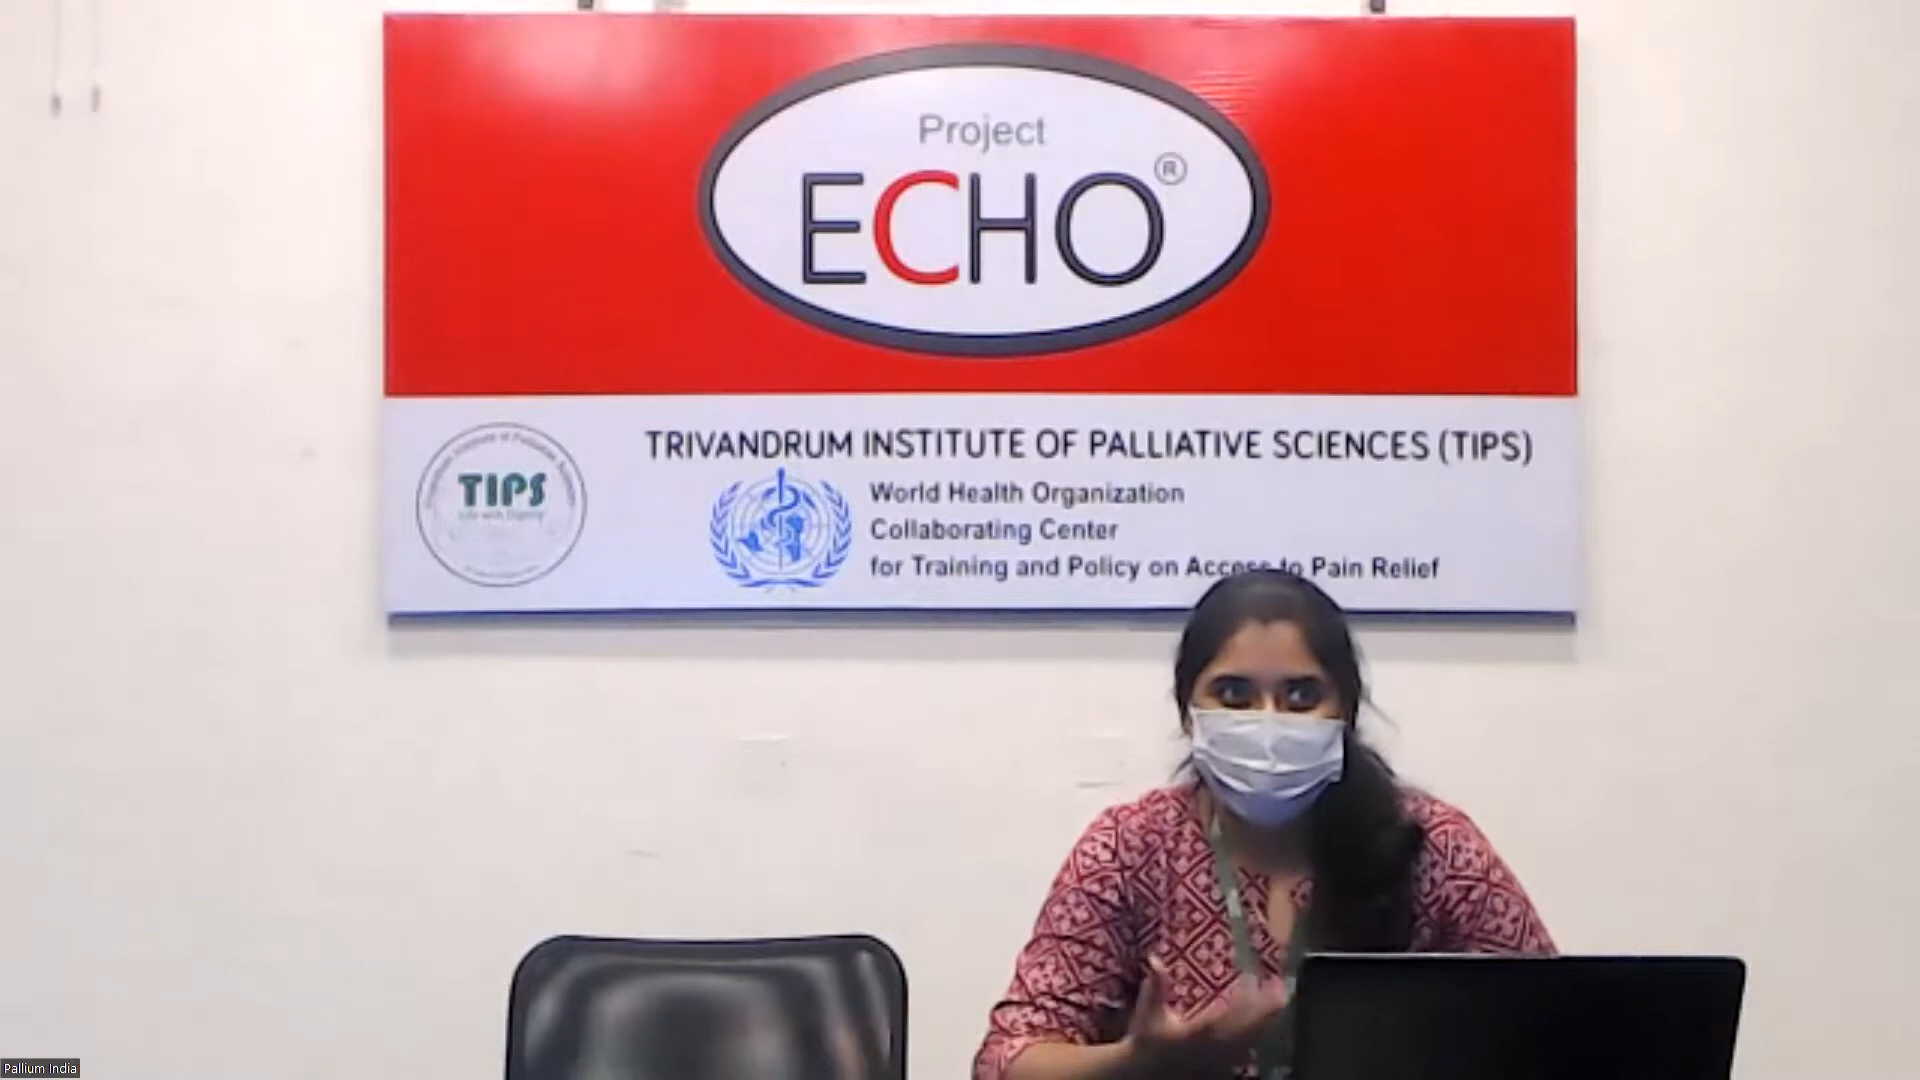 Project
ECHO®
TRIVANDRUM INSTITUTE OF PALLIATIVE SCIENCES (TIPS)
TIPS
World Health Organization
Collaborating Center
for Training and Policy on Access to Pain Relief
Pallium India